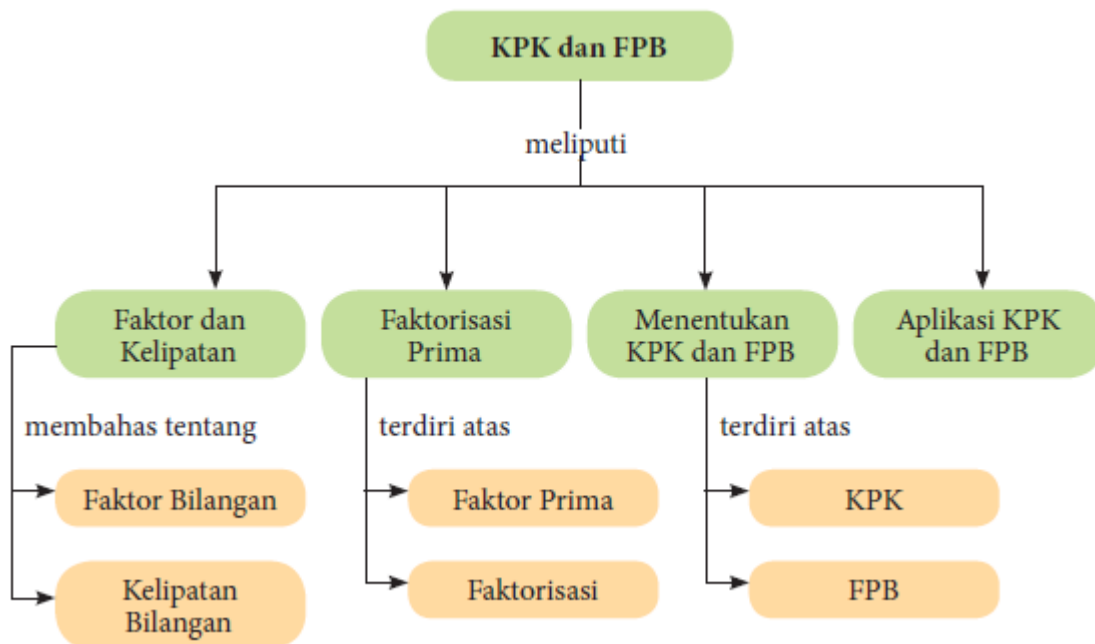 KPK dan FPB
meliputi
Faktor dan
Kelipatan
Faktorisasi
Prima
Menentukan
KPK dan FPB
Aplikasi KPK
dan FPB
membahas tentang
terdiri atas
terdiri atas
Faktor Bilangan
Faktor Prima
KPK
Kelipatan
Bilangan
Faktorisasi
FPB